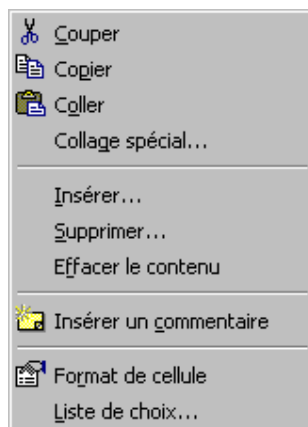 Couper
Copier
Coller
Collage spécial...
Insérer...
Supprimer...
Effacer le contenu
Insérer un commentaire
Format de cellule
Liste de choix...